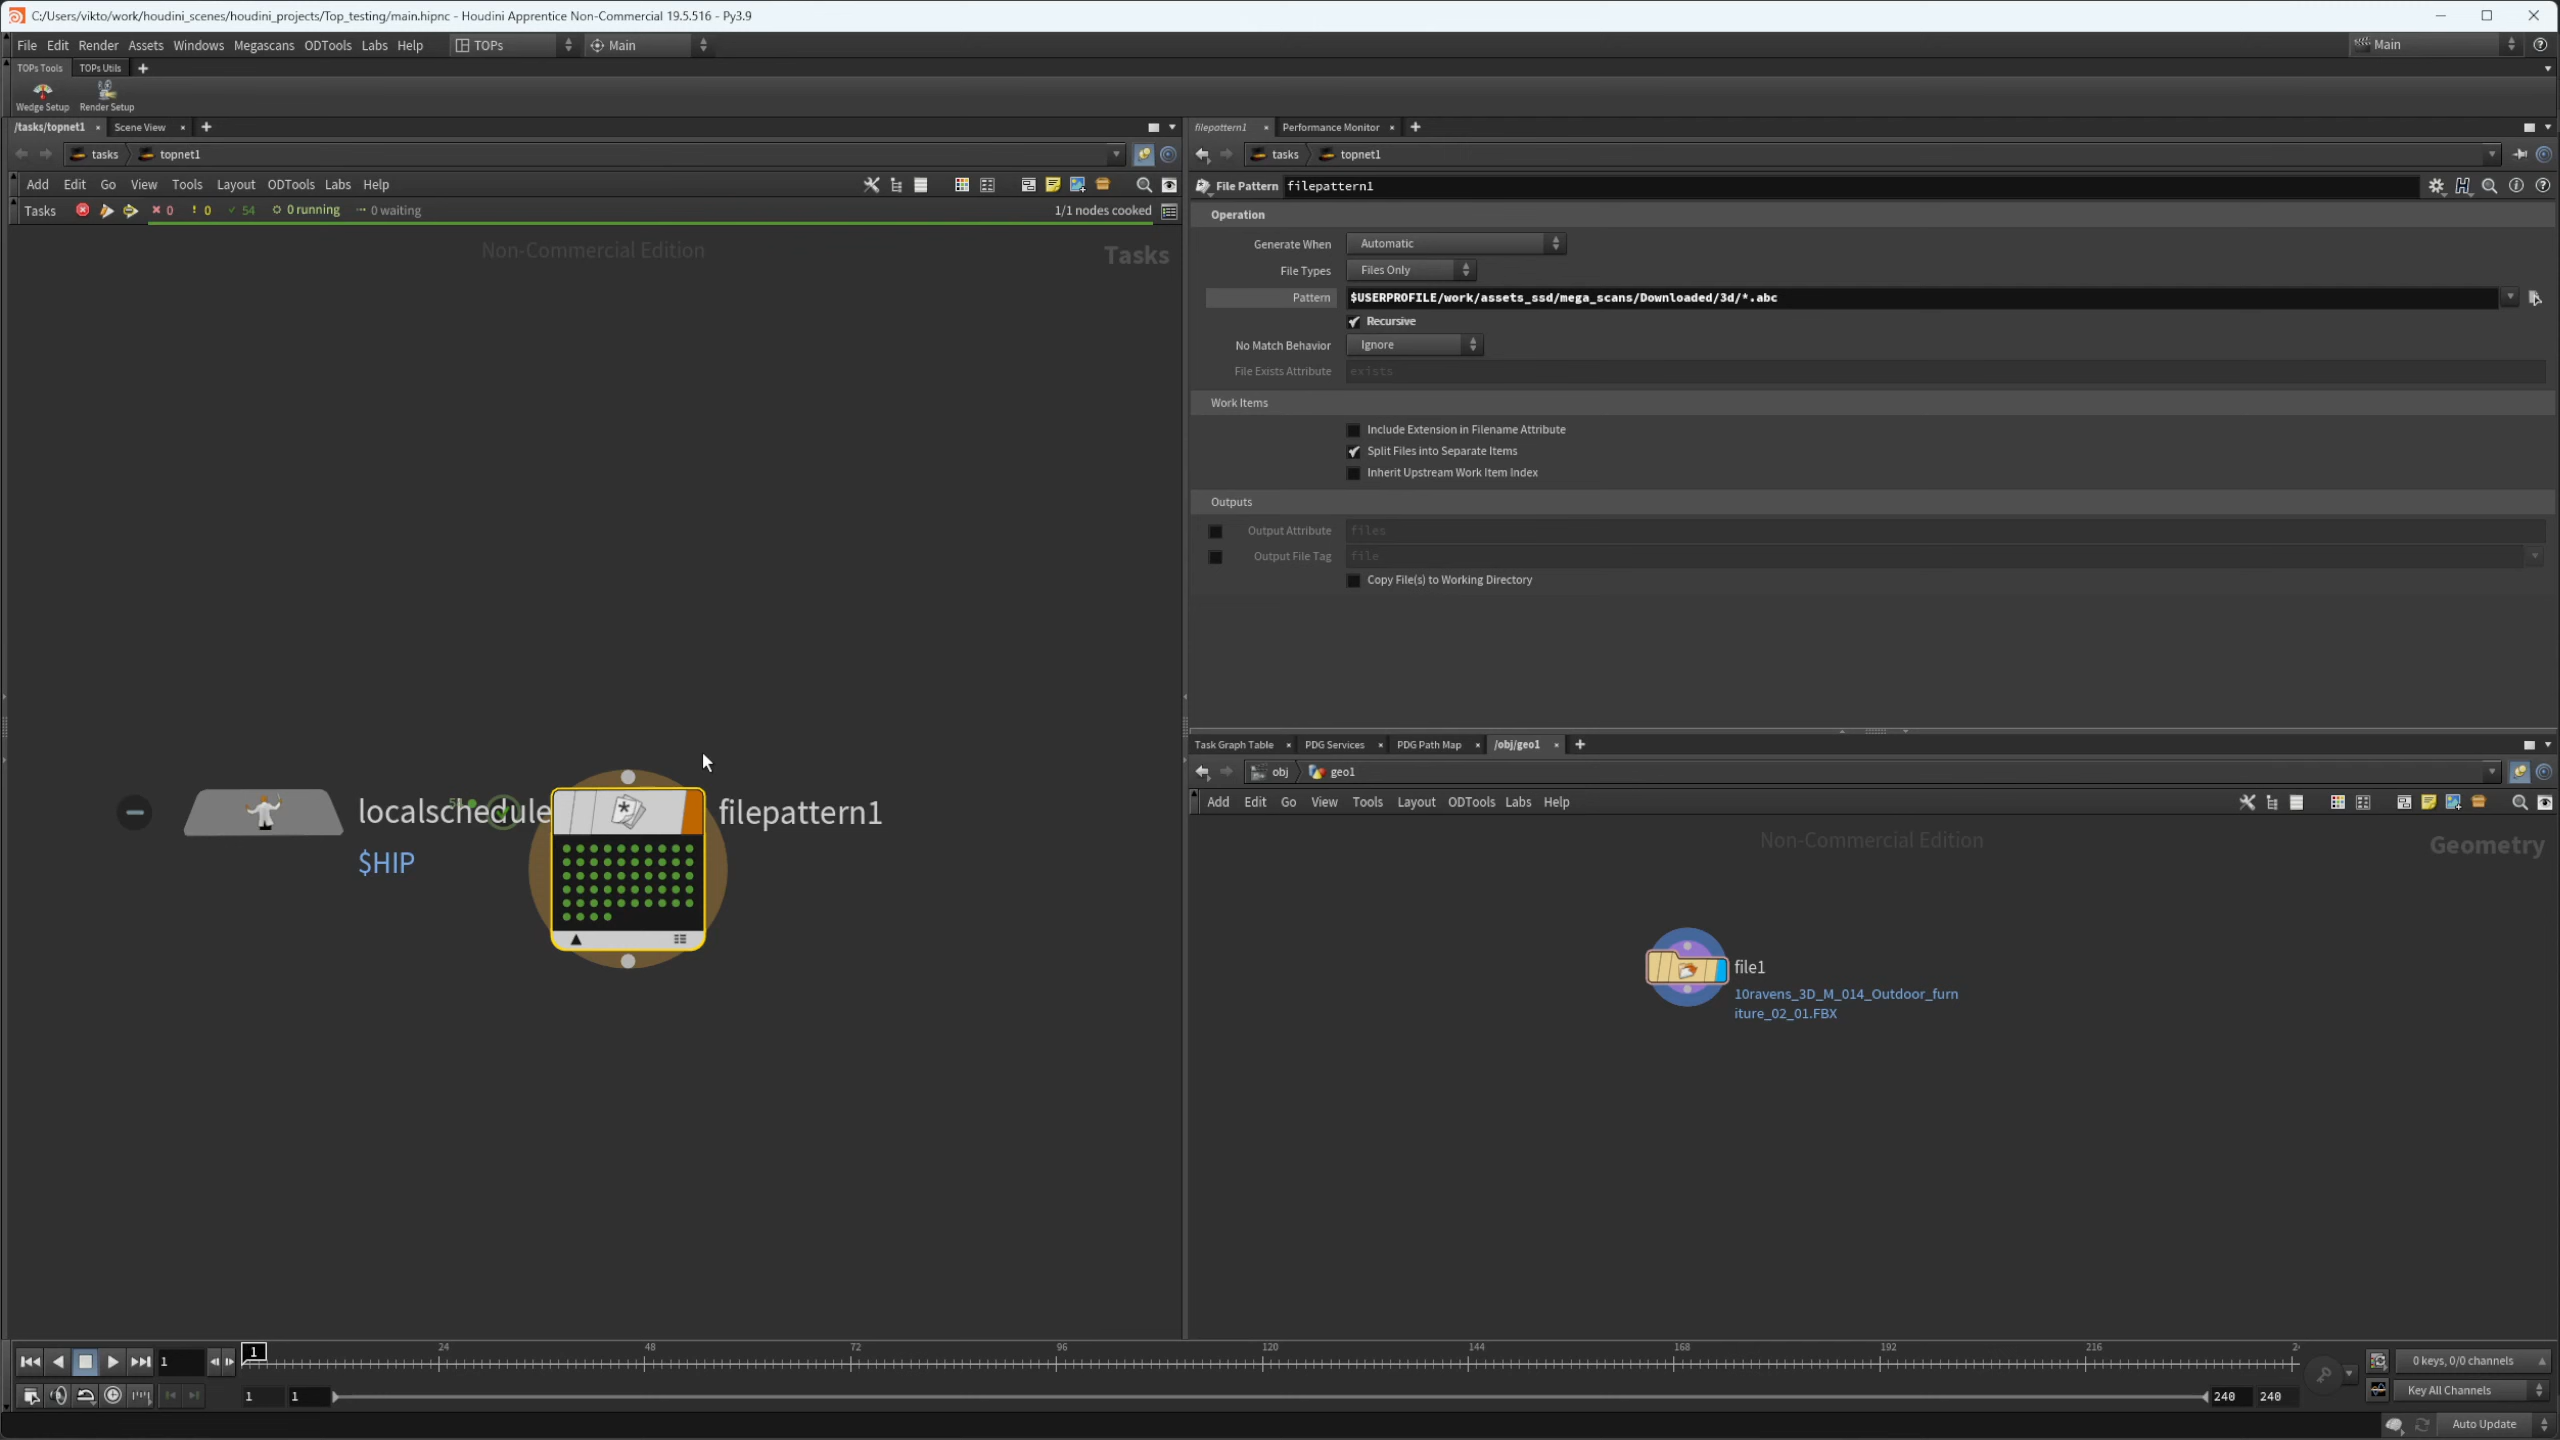 C:/Users/vikto/work/houdini_scenes/houdini_projects/Top_testing/main.hipnc - Houdini Apprentice Non-Commercial 19.5.516 - Py3.9
File Edit Render Assets Windows Megascans ODTools Labs Help TOPs Main Main
TOPs Tools TOPs Utils
Wedge Setup Render Setup
/tasks/topnet1 Scene View
tasks topnet1
Add Edit Go View Tools Layout ODTools Labs Help
Tasks 0 0 54 0 running 0 waiting 1/1 nodes cooked
Non-Commercial Edition Tasks
localschedule
$HIP
filepattern1
filepattern1 Performance Monitor
tasks topnet1
File Pattern filepattern1
Operation
Generate When Automatic
File Types Files Only
Pattern $USERPROFILE/work/assets_ssd/mega_scans/Downloaded/3d/*.abc
Recursive
No Match Behavior Ignore
File Exists Attribute exists
Work Items
Include Extension in Filename Attribute
Split Files into Separate Items
Inherit Upstream Work Item Index
Outputs
Output Attribute files
Output File Tag file
Copy File(s) to Working Directory
Task Graph Table PDG Services PDG Path Map /obj/geo1
obj geo1
Add Edit Go View Tools Layout ODTools Labs Help
Non-Commercial Edition Geometry
file1
10ravens_3D_M_014_Outdoor_furn
iture_02_01.FBX
1 1 24 48 72 96 120 144 168 192 216
0 keys, 0/0 channels
1 1 240 240
Key All Channels
Auto Update